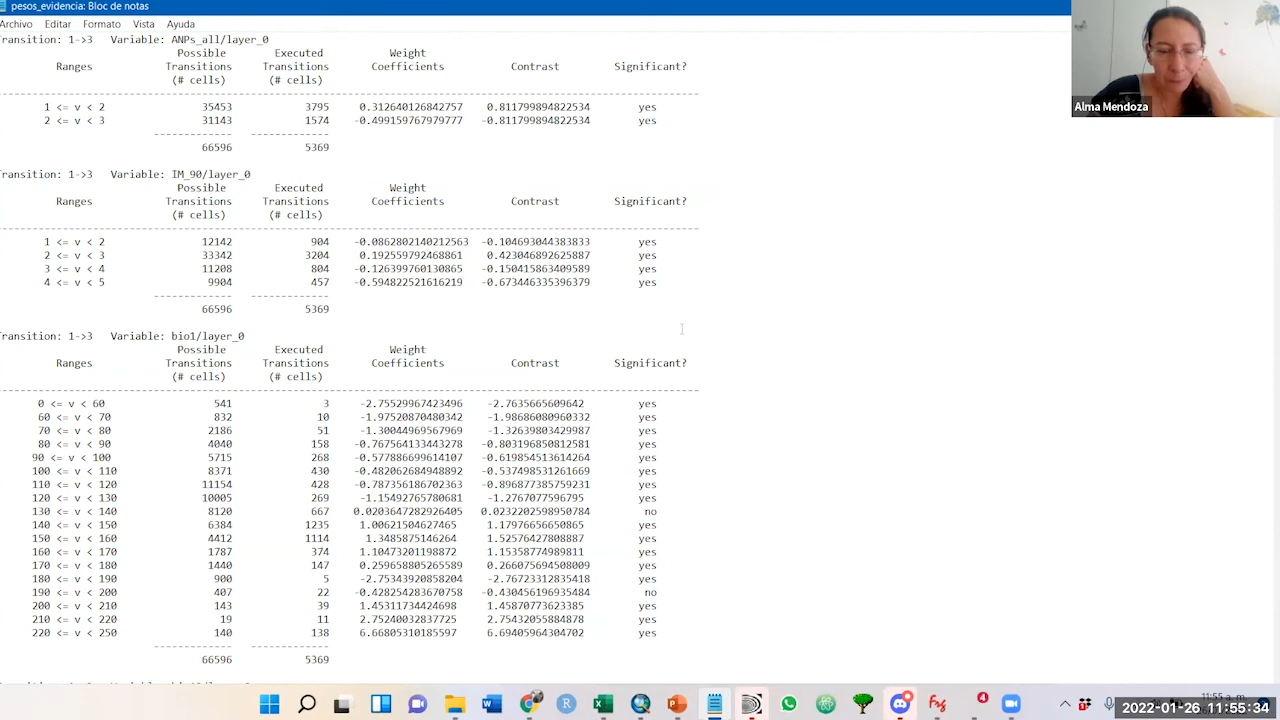 pesos_evidencia: Bloc de notas
Archivo Editar Formato Vista Ayuda
ransition: 1->3 Variable: ANPs_all/layer_0
Possible Executed Weight
Ranges Transitions Transitions Coefficients Contrast Significant?
(# cells) (# cells)
1 <= v < 2 35453 3795 0.312640126842757 0.811799894822534 yes
2 <= v < 3 31143 1574 -0.499159767979777 -0.811799894822534 yes
66596 5369
ransition: 1->3 Variable: IM_90/layer_0
Possible Executed Weight
Ranges Transitions Transitions Coefficients Contrast Significant?
(# cells) (# cells)
1 <= v < 2 12142 904 -0.0862802140212563 -0.104693044383833 yes
2 <= v < 3 33342 3204 0.192559792468861 0.423046892625887 yes
3 <= v < 4 11208 804 -0.126399760130865 -0.150415863409589 yes
4 <= v < 5 9904 457 -0.594822521616219 -0.673446335396379 yes
66596 5369
ransition: 1->3 Variable: bio1/layer_0
Possible Executed Weight
Ranges Transitions Transitions Coefficients Contrast Significant?
(# cells) (# cells)
0 <= v < 60 541 3 -2.75529967423496 -2.7635665609642 yes
60 <= v < 70 832 10 -1.97520870480342 -1.98686080960332 yes
70 <= v < 80 2186 51 -1.30044969567969 -1.32639803429987 yes
80 <= v < 90 4040 158 -0.767564133443278 -0.803196850812581 yes
90 <= v < 100 5715 268 -0.577886699614107 -0.619854513614264 yes
100 <= v < 110 8371 430 -0.482062684948892 -0.537498531261669 yes
110 <= v < 120 11154 428 -0.787356186702363 -0.896877385759231 yes
120 <= v < 130 10005 269 -1.15492765780681 -1.2767077596795 yes
130 <= v < 140 8120 667 0.0203647282926405 0.0232202598950784 no
140 <= v < 150 6384 1235 1.00621504627465 1.17976656650865 yes
150 <= v < 160 4412 1114 1.3485875146264 1.52576427808887 yes
160 <= v < 170 1787 374 1.10473201198872 1.15358774989811 yes
170 <= v < 180 1440 147 0.259658805265589 0.266075694508009 yes
180 <= v < 190 900 5 -2.75343920858204 -2.76723312835418 yes
190 <= v < 200 407 22 -0.428254283670758 -0.430456196935484 no
200 <= v < 210 143 39 1.45311734424698 1.45870773623385 yes
210 <= v < 220 19 11 2.75240032837725 2.75432055884878 yes
220 <= v < 250 140 138 6.66805310185597 6.69405964304702 yes
66596 5369
Alma Mendoza
4
11:55 a. m.
2022-01-26 11:55:34